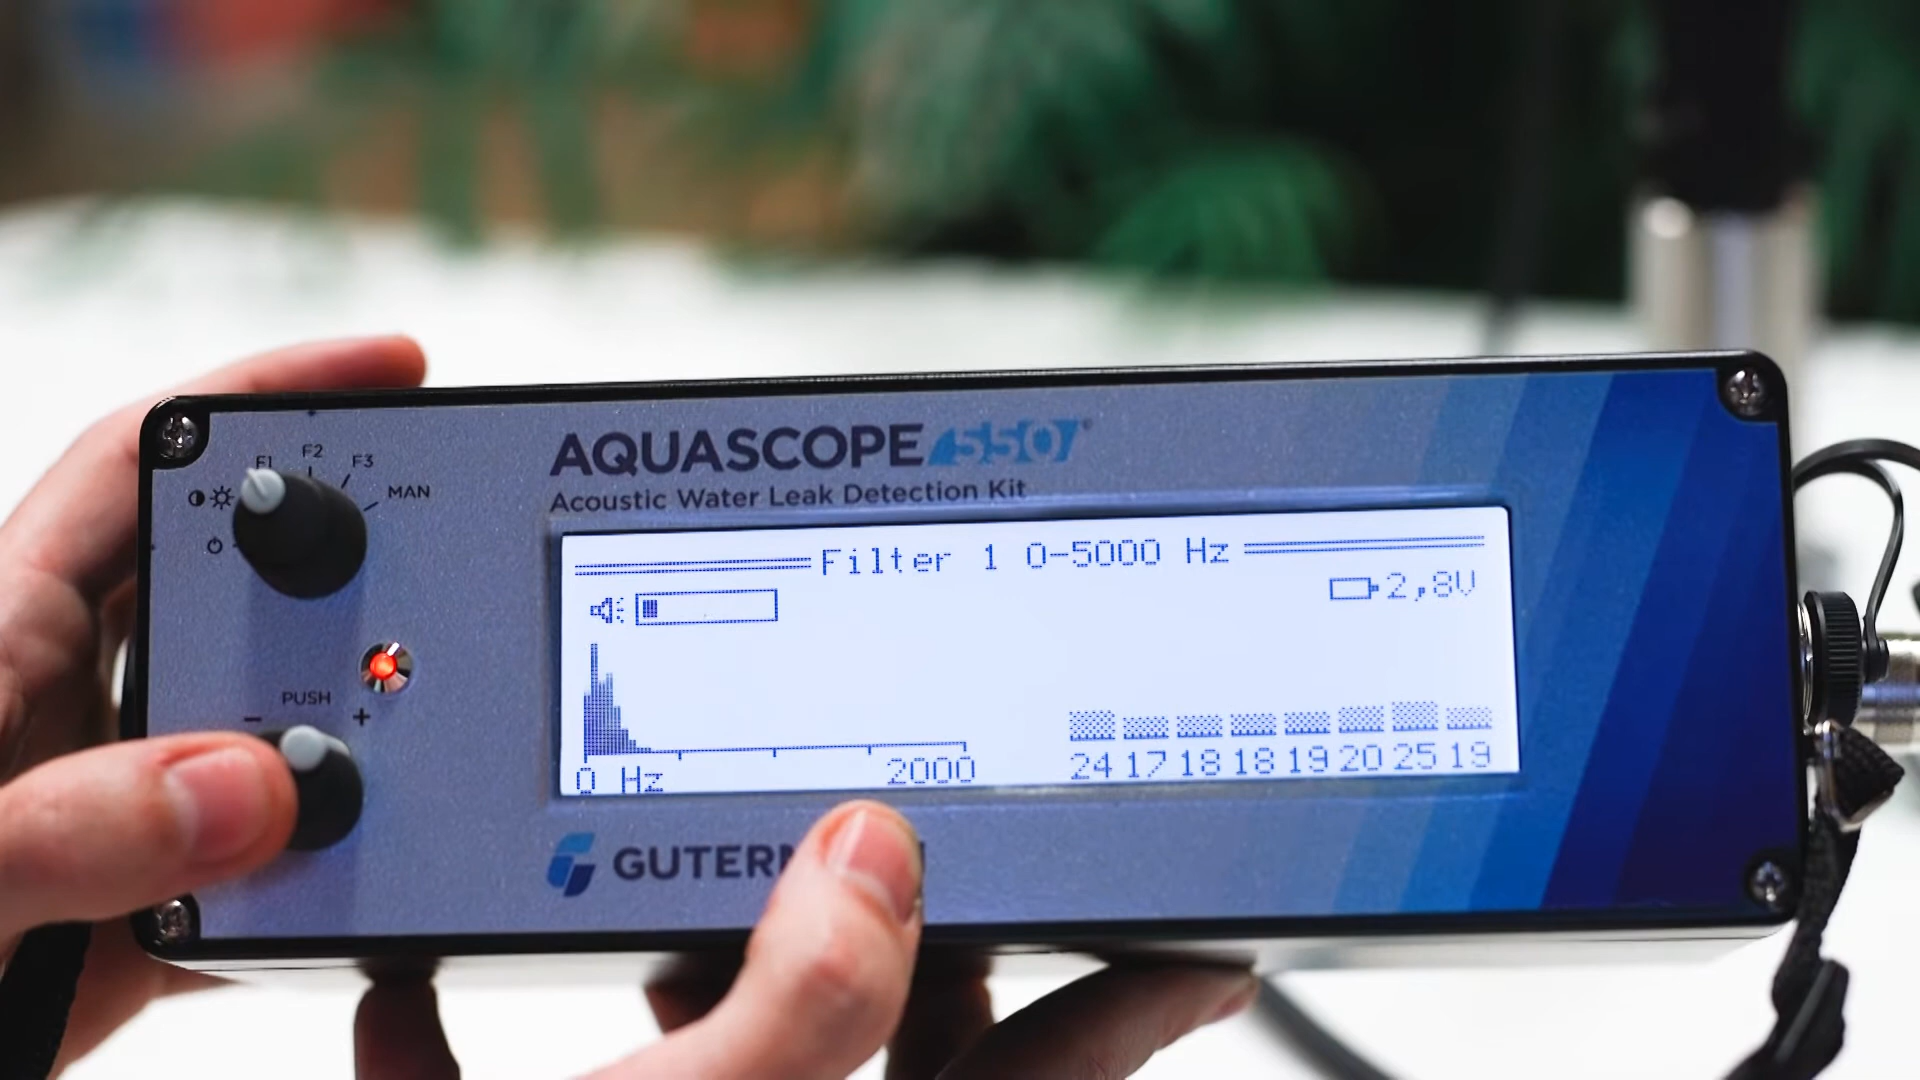 F1 F2 F3 MAN
PUSH
− +
AQUASCOPE 550®
Acoustic Water Leak Detection Kit
Filter 1 0-5000 Hz
2,8V
0 Hz 2000
24 17 18 18 19 20 25 19